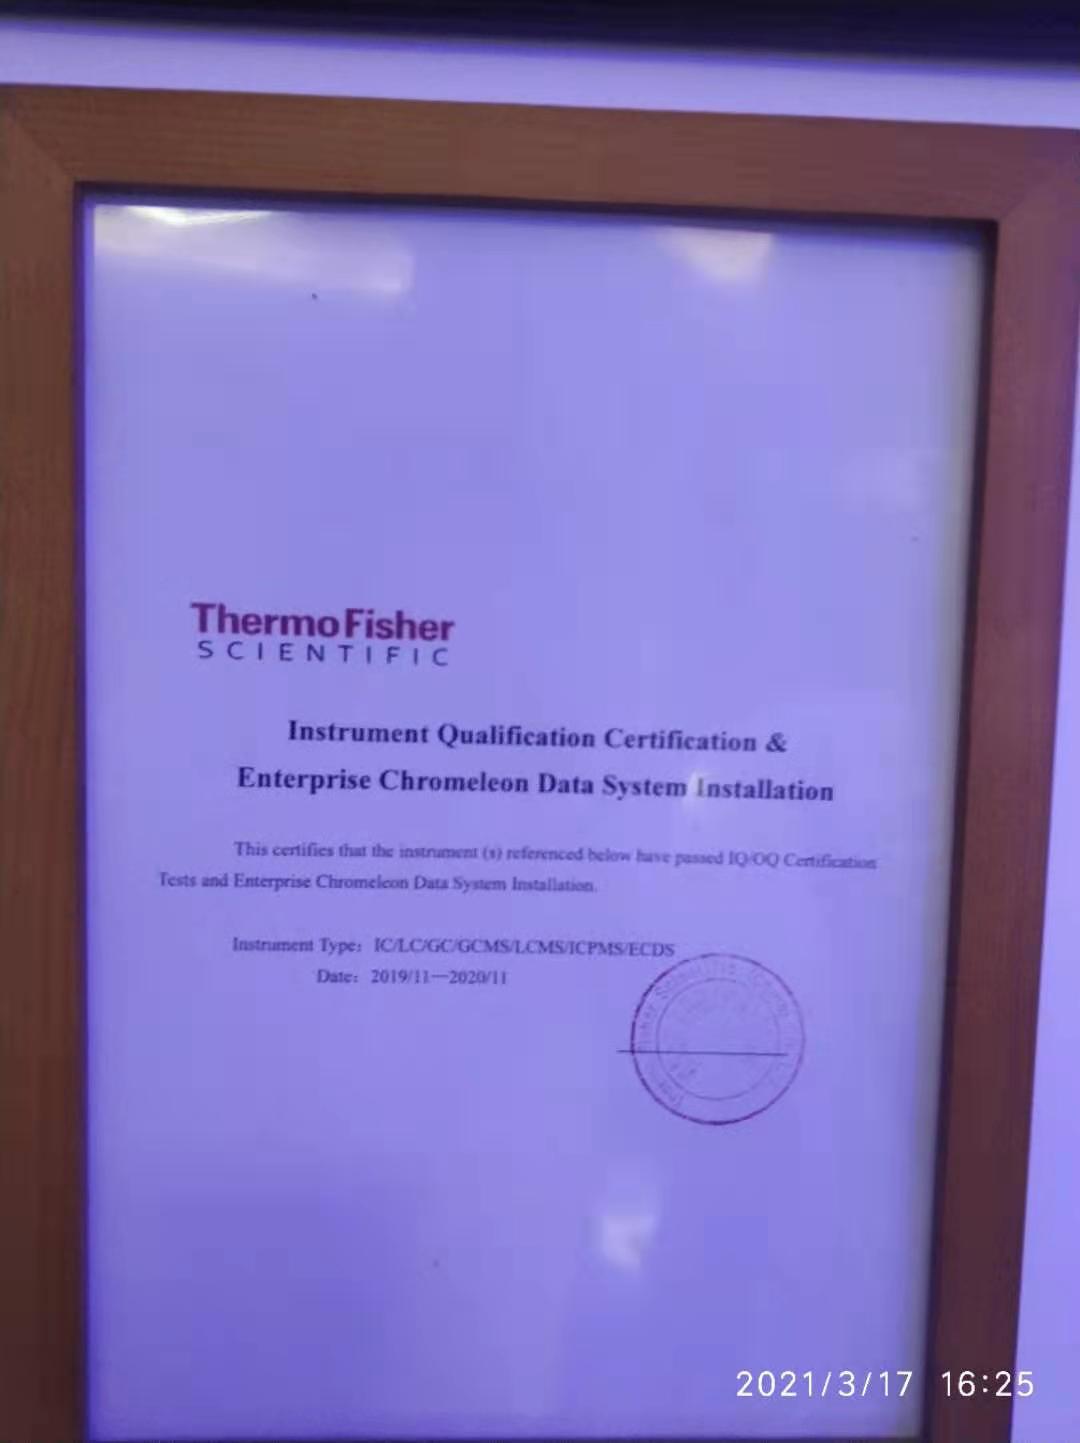 ThermoFisher
SCIENTIFIC
Instrument Qualification Certification &
Enterprise Chromeleon Data System Installation
This certifies that the instrument (s) referenced below have passed IQ/OQ Certification
Tests and Enterprise Chromeleon Data System Installation.
Instrument Type: IC/LC/GC/GCMS/LCMS/ICPMS/ECDS
Date: 2019/11—2020/11
Scientific
2021/3/17 16:25